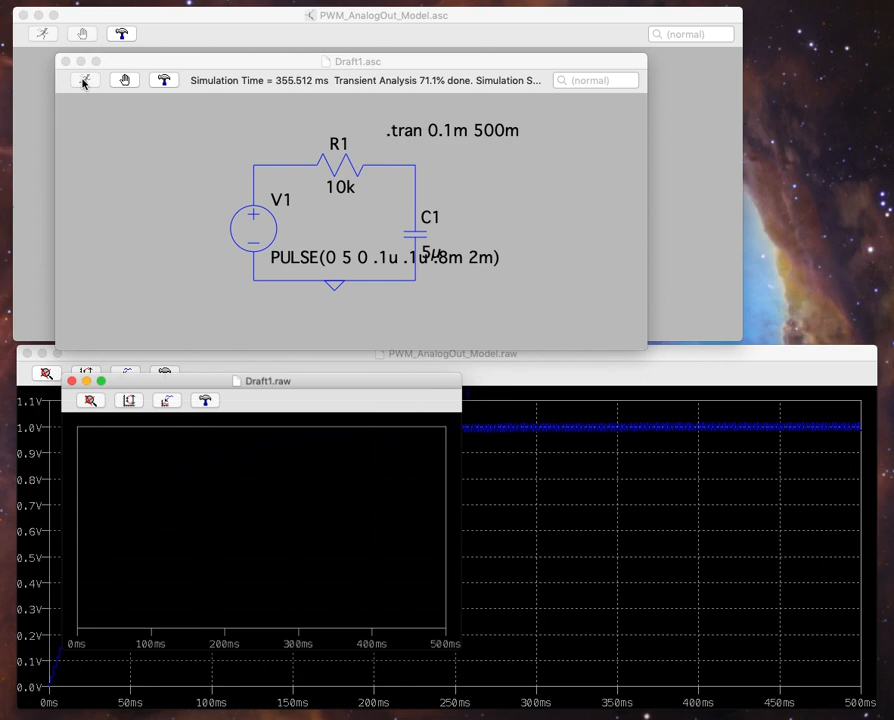 PWM_AnalogOut_Model.asc
(normal)
Draft1.asc
Simulation Time = 355.512 ms Transient Analysis 71.1% done. Simulation S...
(normal)
.tran 0.1m 500m
R1
10k
V1
C1
5µ
PULSE(0 5 0 .1u .1u .8m 2m)
PWM_AnalogOut_Model.raw
Draft1.raw
1.1V
1.0V
0.9V
0.8V
0.7V
0.6V
0.5V
0.4V
0.3V
0.2V
0.1V
0.0V
0ms 100ms 200ms 300ms 400ms 500ms
0ms 50ms 100ms 150ms 200ms 250ms 300ms 350ms 400ms 450ms 500ms